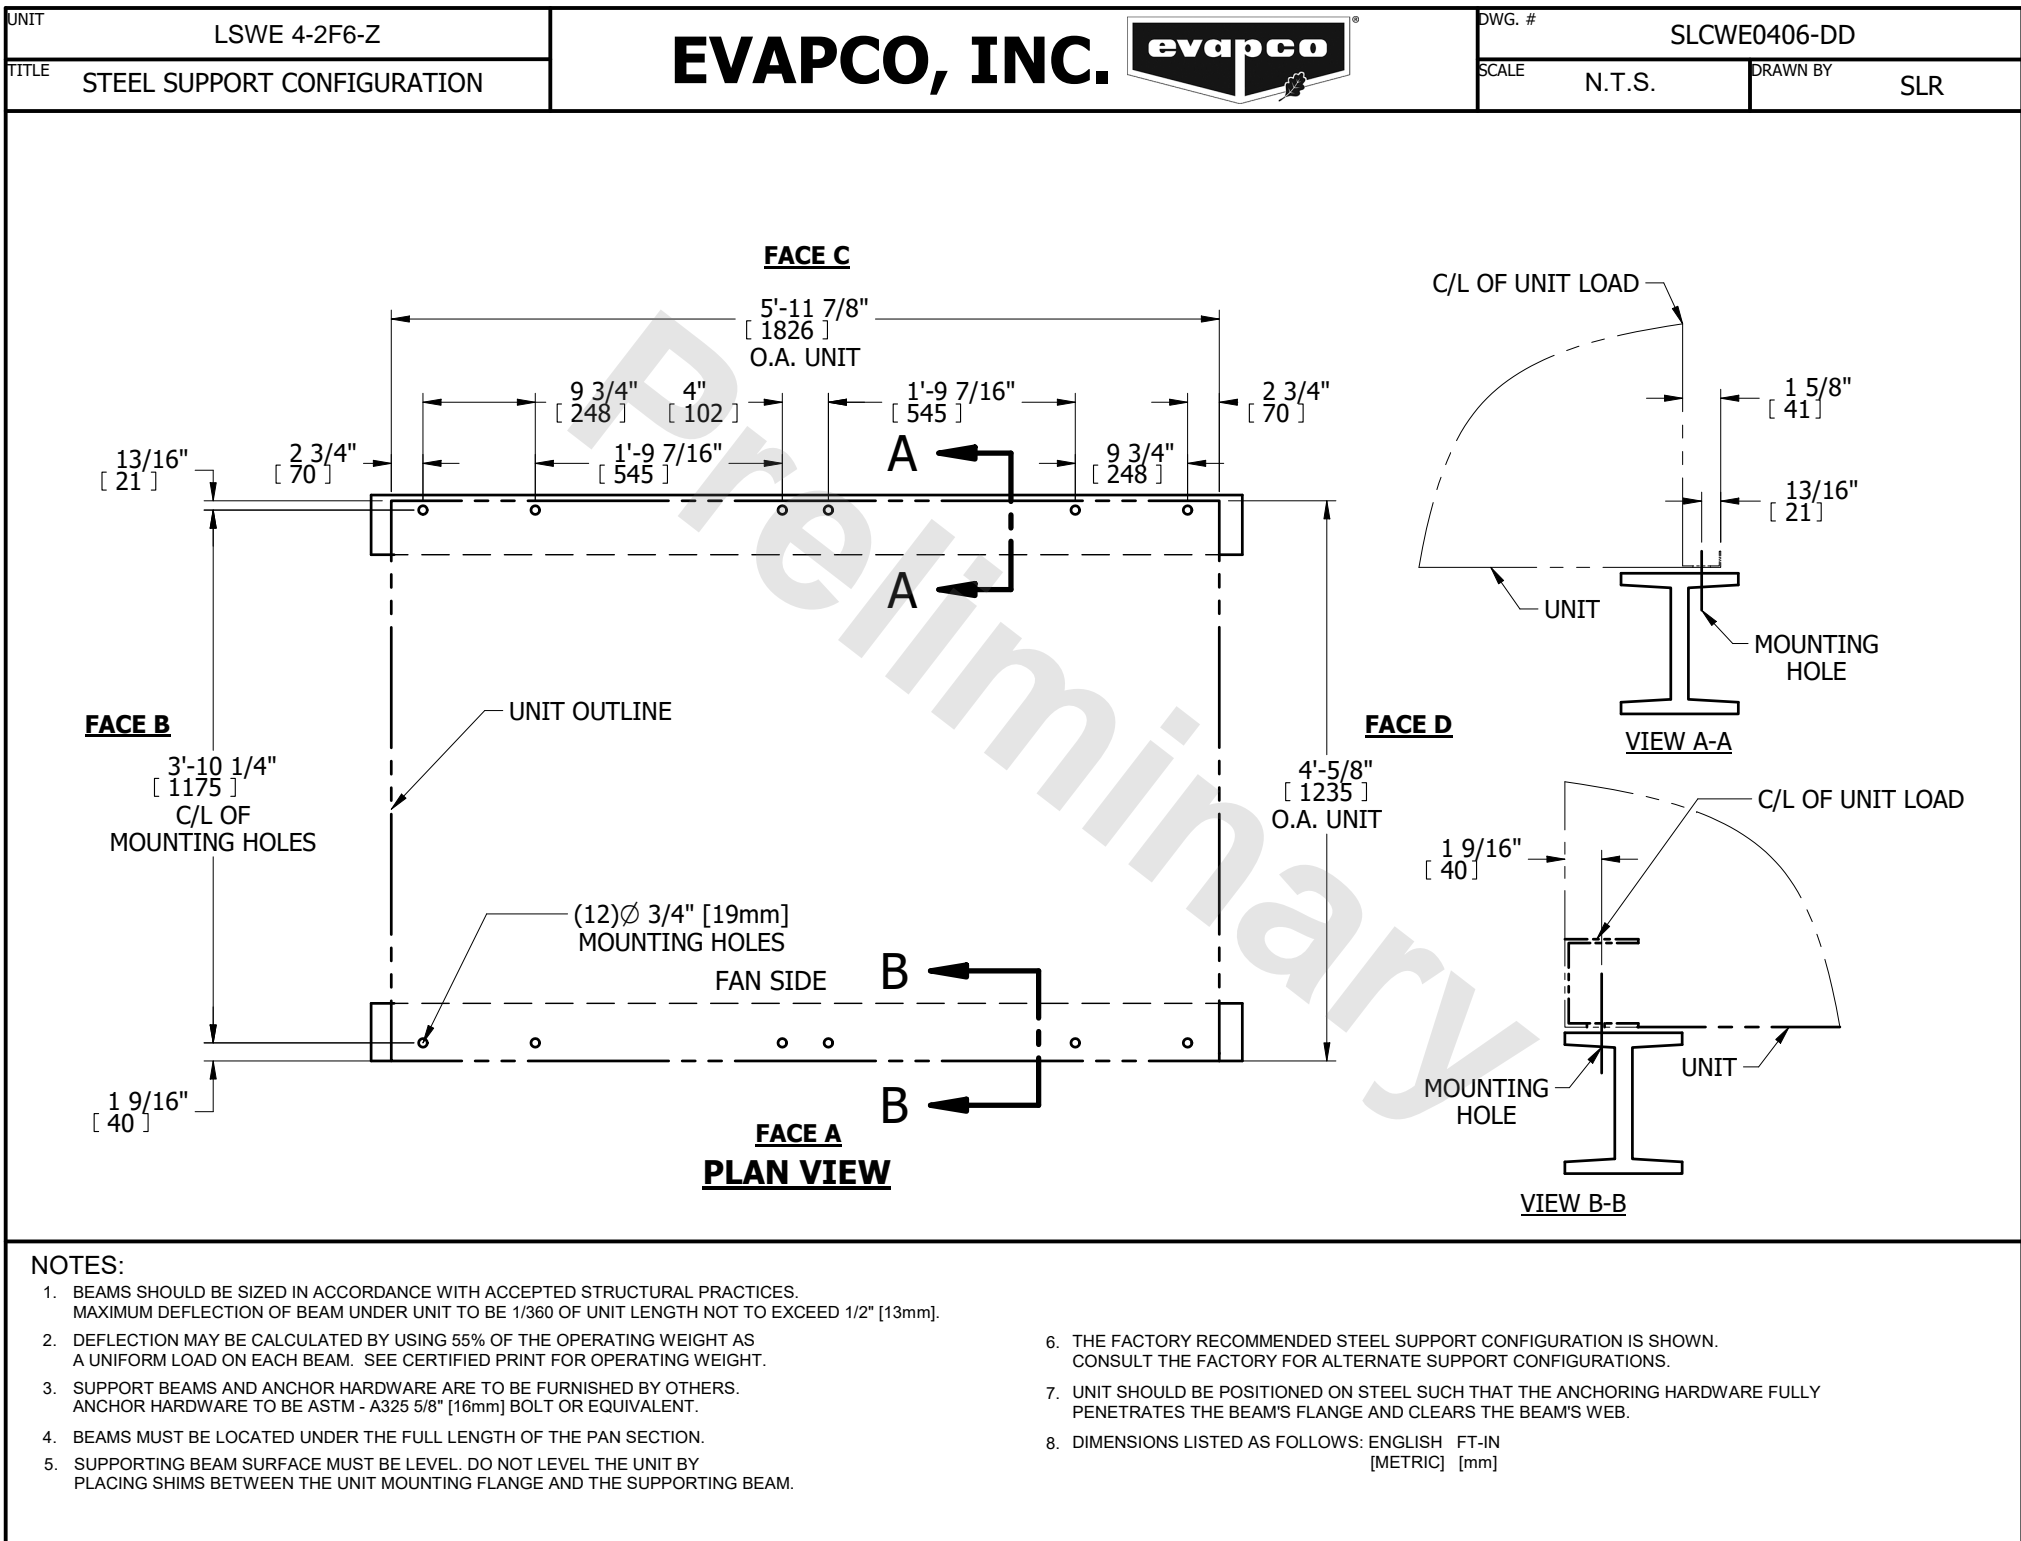 UNIT
LSWE 4-2F6-Z
TITLE
STEEL SUPPORT CONFIGURATION
EVAPCO, INC.
evapco
®
DWG. #
SLCWE0406-DD
SCALE
N.T.S.
DRAWN BY
SLR
FACE C
5'-11 7/8"
[ 1826 ]
O.A. UNIT
9 3/4"
[ 248 ]
4"
[ 102 ]
1'-9 7/16"
[ 545 ]
2 3/4"
[ 70 ]
13/16"
[ 21 ]
2 3/4"
[ 70 ]
1'-9 7/16"
[ 545 ]
A
9 3/4"
[ 248 ]
A
UNIT OUTLINE
FACE B
3'-10 1/4"
[ 1175 ]
C/L OF
MOUNTING HOLES
FACE D
4'-5/8"
[ 1235 ]
O.A. UNIT
(12)Ø 3/4" [19mm]
MOUNTING HOLES
FAN SIDE
B
B
1 9/16"
[ 40 ]
FACE A
PLAN VIEW
C/L OF UNIT LOAD
1 5/8"
[ 41 ]
13/16"
[ 21 ]
UNIT
MOUNTING
HOLE
VIEW A-A
C/L OF UNIT LOAD
1 9/16"
[ 40 ]
UNIT
MOUNTING
HOLE
VIEW B-B
Preliminary
NOTES:
1. BEAMS SHOULD BE SIZED IN ACCORDANCE WITH ACCEPTED STRUCTURAL PRACTICES.
MAXIMUM DEFLECTION OF BEAM UNDER UNIT TO BE 1/360 OF UNIT LENGTH NOT TO EXCEED 1/2" [13mm].
2. DEFLECTION MAY BE CALCULATED BY USING 55% OF THE OPERATING WEIGHT AS
A UNIFORM LOAD ON EACH BEAM. SEE CERTIFIED PRINT FOR OPERATING WEIGHT.
3. SUPPORT BEAMS AND ANCHOR HARDWARE ARE TO BE FURNISHED BY OTHERS.
ANCHOR HARDWARE TO BE ASTM - A325 5/8" [16mm] BOLT OR EQUIVALENT.
4. BEAMS MUST BE LOCATED UNDER THE FULL LENGTH OF THE PAN SECTION.
5. SUPPORTING BEAM SURFACE MUST BE LEVEL. DO NOT LEVEL THE UNIT BY
PLACING SHIMS BETWEEN THE UNIT MOUNTING FLANGE AND THE SUPPORTING BEAM.
6. THE FACTORY RECOMMENDED STEEL SUPPORT CONFIGURATION IS SHOWN.
CONSULT THE FACTORY FOR ALTERNATE SUPPORT CONFIGURATIONS.
7. UNIT SHOULD BE POSITIONED ON STEEL SUCH THAT THE ANCHORING HARDWARE FULLY
PENETRATES THE BEAM'S FLANGE AND CLEARS THE BEAM'S WEB.
8. DIMENSIONS LISTED AS FOLLOWS: ENGLISH FT-IN
[METRIC] [mm]